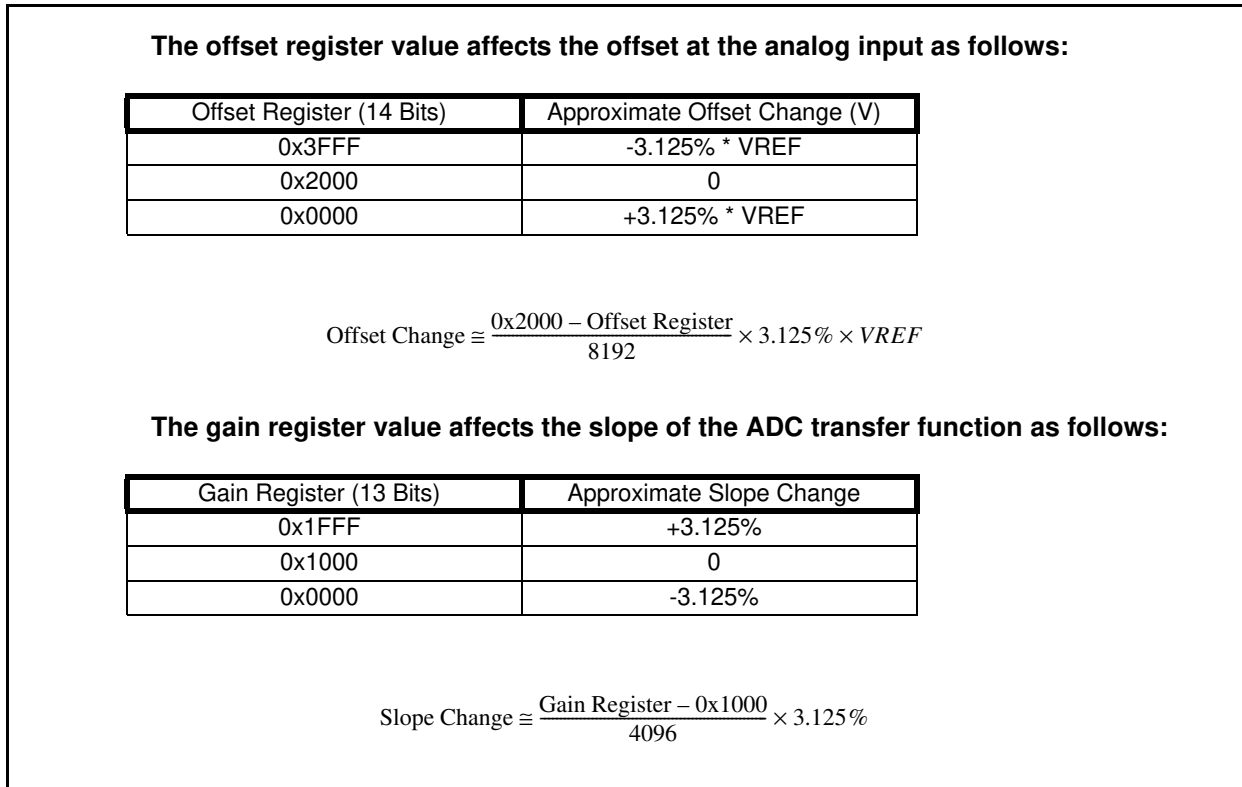 The offset register value affects the offset at the analog input as follows:
Offset Register (14 Bits) Approximate Offset Change (V)
0x3FFF -3.125% * VREF
0x2000 0
0x0000 +3.125% * VREF
Offset Change ≅ (0x2000 – Offset Register) / 8192 × 3.125% × VREF
The gain register value affects the slope of the ADC transfer function as follows:
Gain Register (13 Bits) Approximate Slope Change
0x1FFF +3.125%
0x1000 0
0x0000 -3.125%
Slope Change ≅ (Gain Register – 0x1000) / 4096 × 3.125%